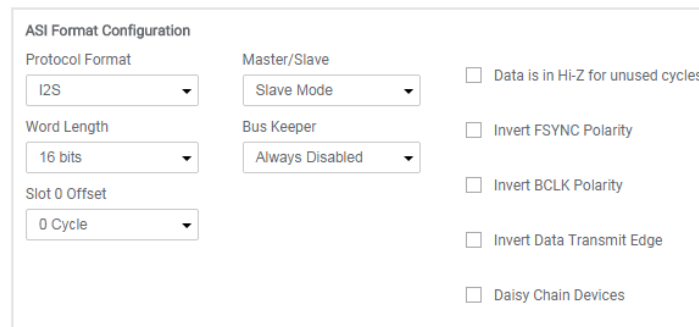 ASI Format Configuration
Protocol Format
I2S
Word Length
16 bits
Slot 0 Offset
0 Cycle
Master/Slave
Slave Mode
Bus Keeper
Always Disabled
Data is in Hi-Z for unused cycles
Invert FSYNC Polarity
Invert BCLK Polarity
Invert Data Transmit Edge
Daisy Chain Devices